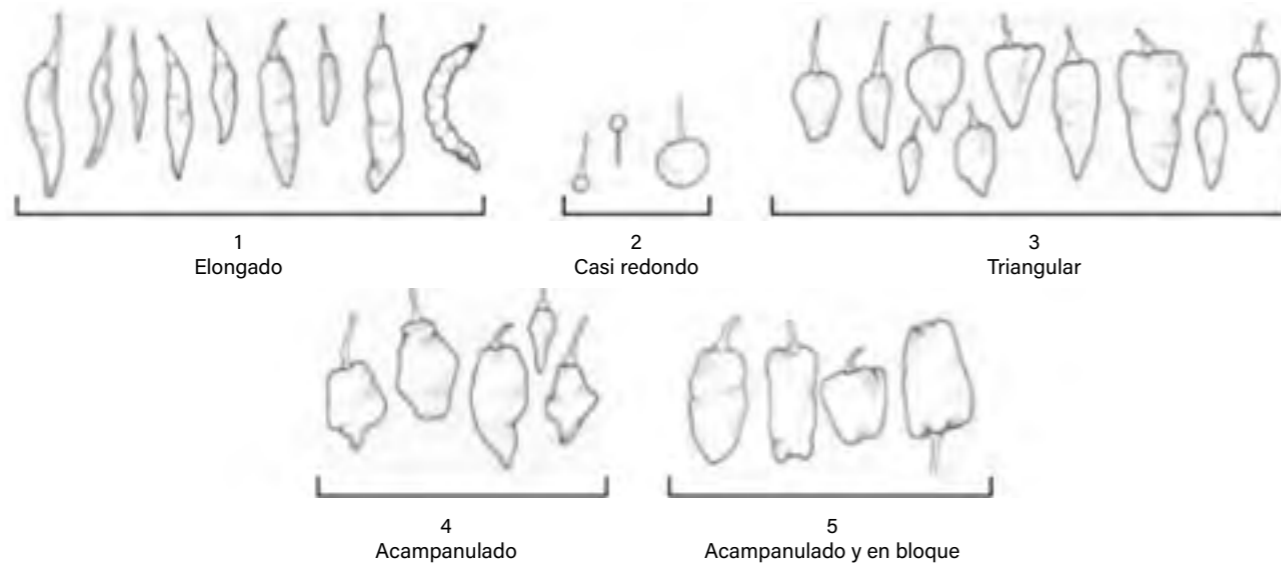 1
Elongado
2
Casi redondo
3
Triangular
4
Acampanulado
5
Acampanulado y en bloque